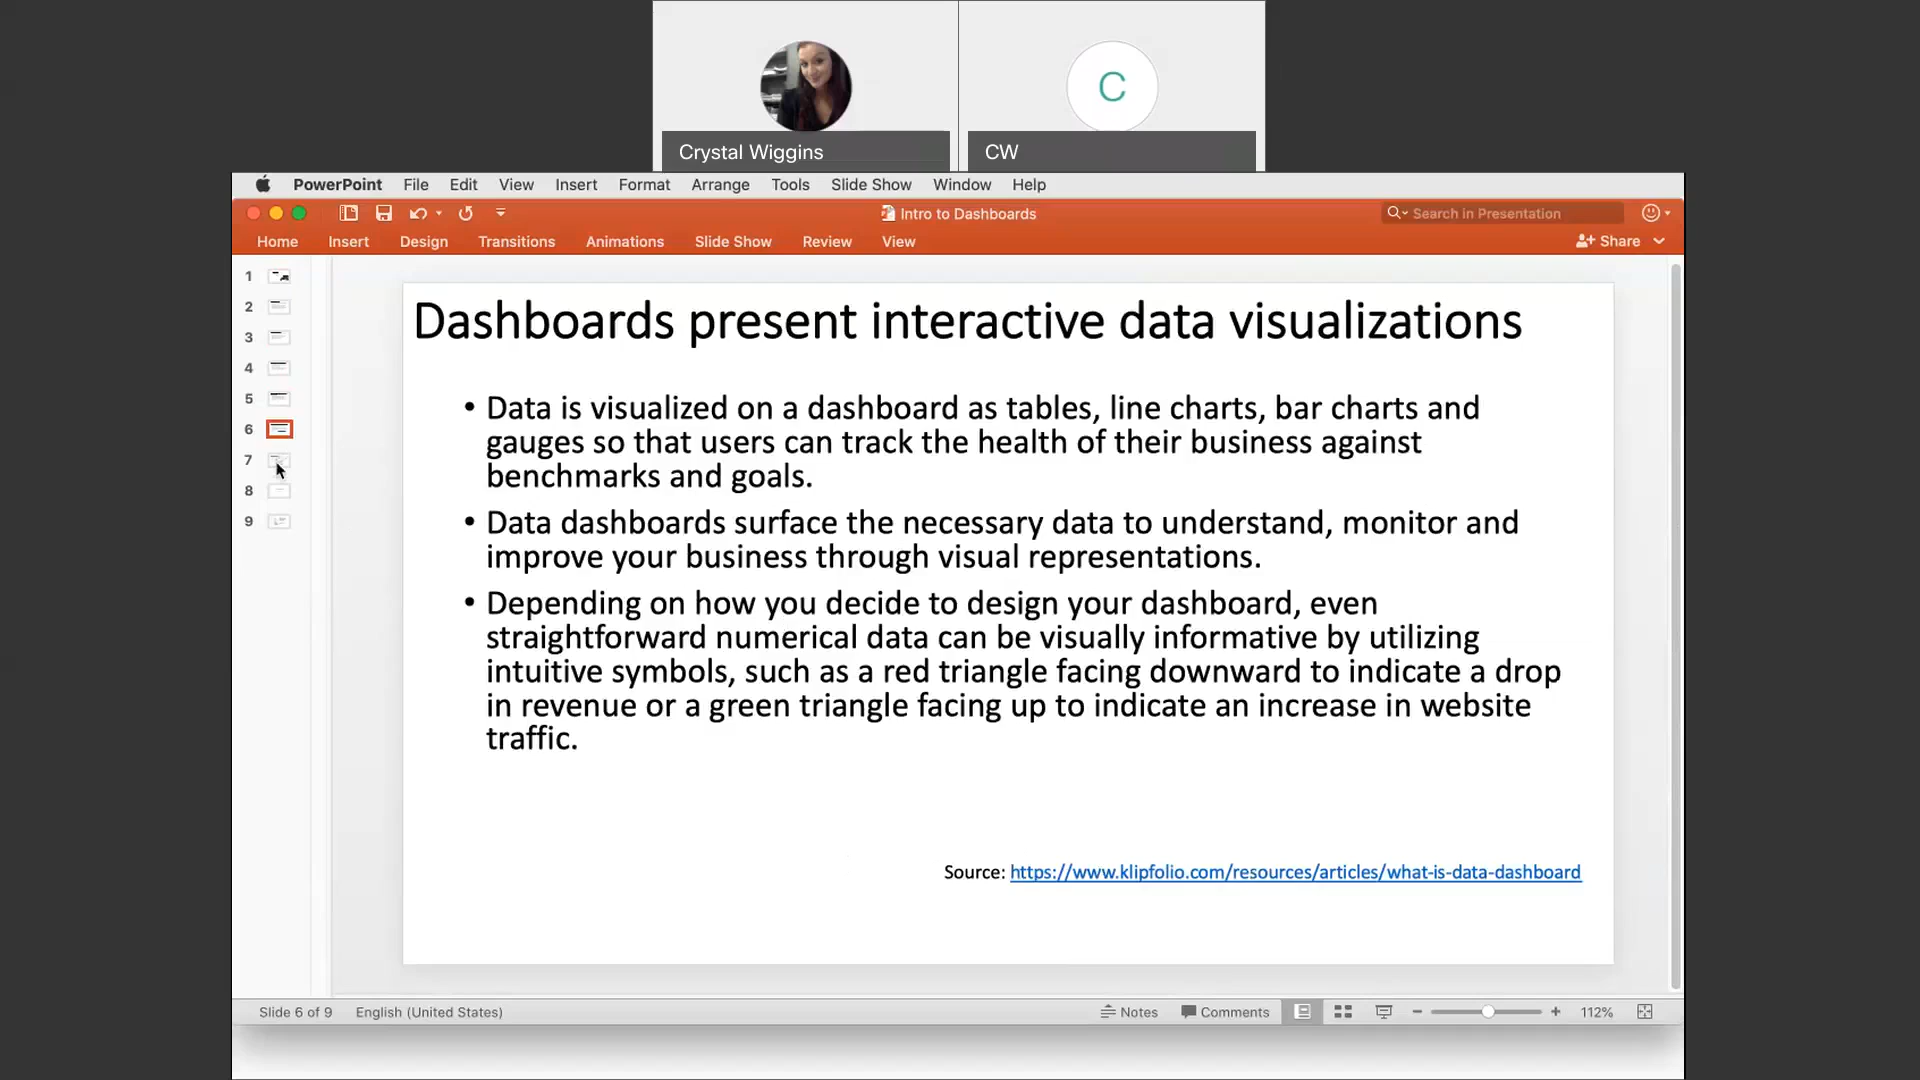 C
Crystal Wiggins
CW
PowerPoint File Edit View Insert Format Arrange Tools Slide Show Window Help
Intro to Dashboards
Search in Presentation
Home Insert Design Transitions Animations Slide Show Review View
Share
1
2
3
4
5
6
7
8
9
Dashboards present interactive data visualizations
• Data is visualized on a dashboard as tables, line charts, bar charts and
gauges so that users can track the health of their business against
benchmarks and goals.
• Data dashboards surface the necessary data to understand, monitor and
improve your business through visual representations.
• Depending on how you decide to design your dashboard, even
straightforward numerical data can be visually informative by utilizing
intuitive symbols, such as a red triangle facing downward to indicate a drop
in revenue or a green triangle facing up to indicate an increase in website
traffic.
Source: https://www.klipfolio.com/resources/articles/what-is-data-dashboard
Slide 6 of 9 English (United States) Notes Comments 112%